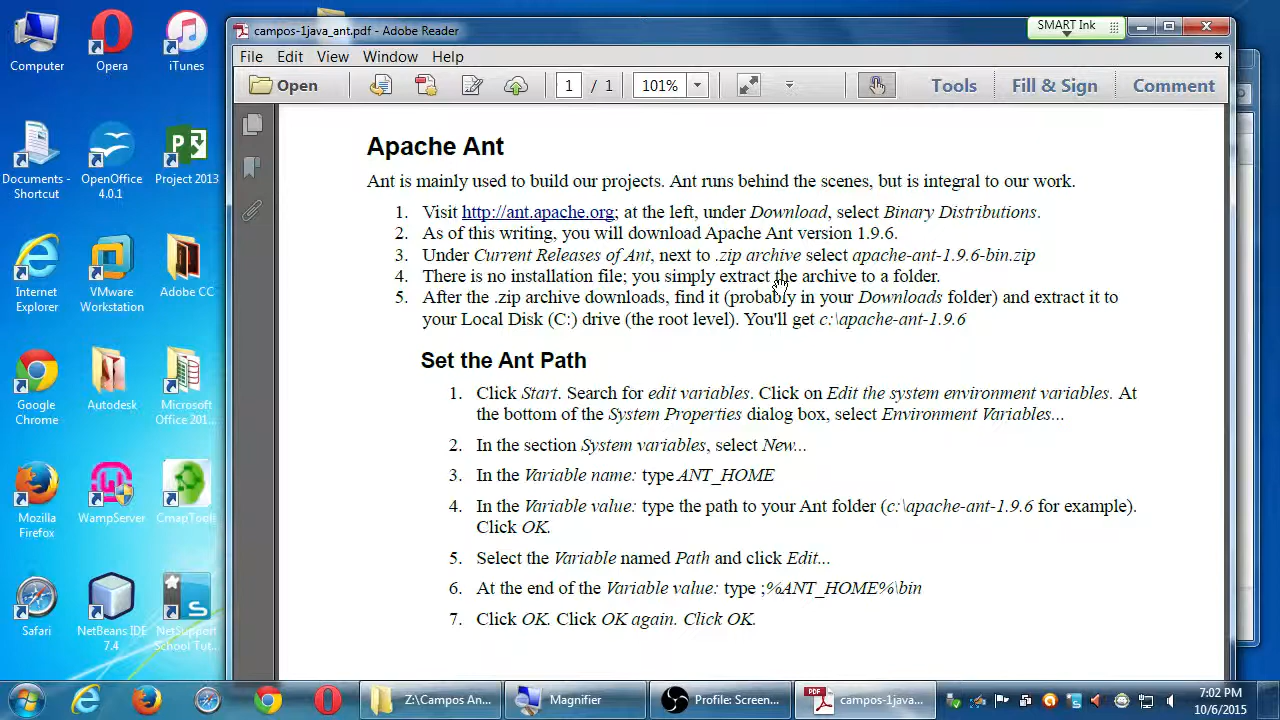 campos-1java_ant.pdf - Adobe Reader
SMART Ink
File Edit View Window Help
Open
1 / 1
101%
Tools Fill & Sign Comment
Computer
Opera
iTunes
Documents - Shortcut
OpenOffice 4.0.1
Project 2013
Internet Explorer
VMware Workstation
Adobe CC
Google Chrome
Autodesk
Microsoft Office 201...
Mozilla Firefox
WampServer
CmapTools
Safari
NetBeans IDE 7.4
NetSupport School Tut...
Apache Ant
Ant is mainly used to build our projects. Ant runs behind the scenes, but is integral to our work.
1. Visit http://ant.apache.org; at the left, under Download, select Binary Distributions.
2. As of this writing, you will download Apache Ant version 1.9.6.
3. Under Current Releases of Ant, next to .zip archive select apache-ant-1.9.6-bin.zip
4. There is no installation file; you simply extract the archive to a folder.
5. After the .zip archive downloads, find it (probably in your Downloads folder) and extract it to
your Local Disk (C:) drive (the root level). You'll get c:\apache-ant-1.9.6
Set the Ant Path
1. Click Start. Search for edit variables. Click on Edit the system environment variables. At
the bottom of the System Properties dialog box, select Environment Variables...
2. In the section System variables, select New...
3. In the Variable name: type ANT_HOME
4. In the Variable value: type the path to your Ant folder (c:\apache-ant-1.9.6 for example).
Click OK.
5. Select the Variable named Path and click Edit...
6. At the end of the Variable value: type ;%ANT_HOME%\bin
7. Click OK. Click OK again. Click OK.
Z:\Campos An...
Magnifier
Profile: Screen...
PDF
campos-1java...
7:02 PM
10/6/2015